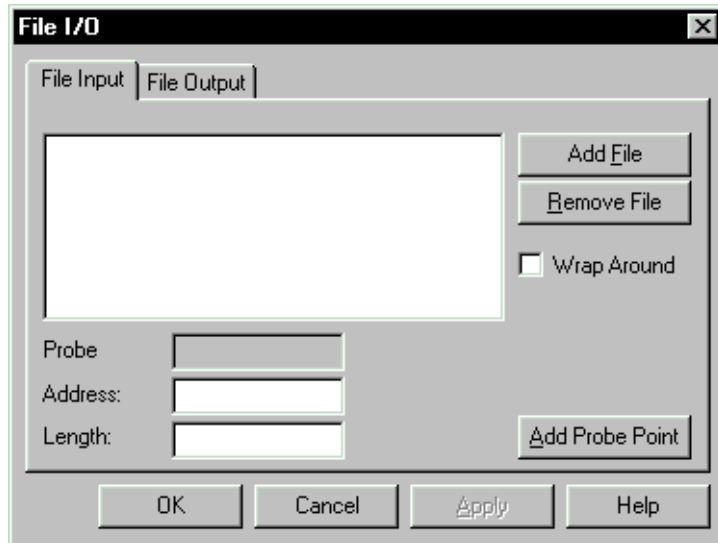 File I/O
File Input
File Output
Add File
Remove File
Wrap Around
Probe
Address:
Length:
Add Probe Point
OK
Cancel
Apply
Help